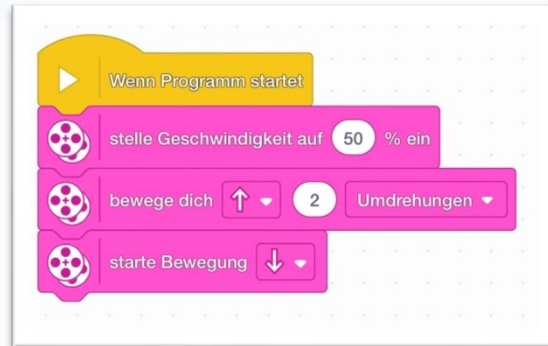 Wenn Programm startet
stelle Geschwindigkeit auf 50 % ein
bewege dich 2 Umdrehungen
starte Bewegung